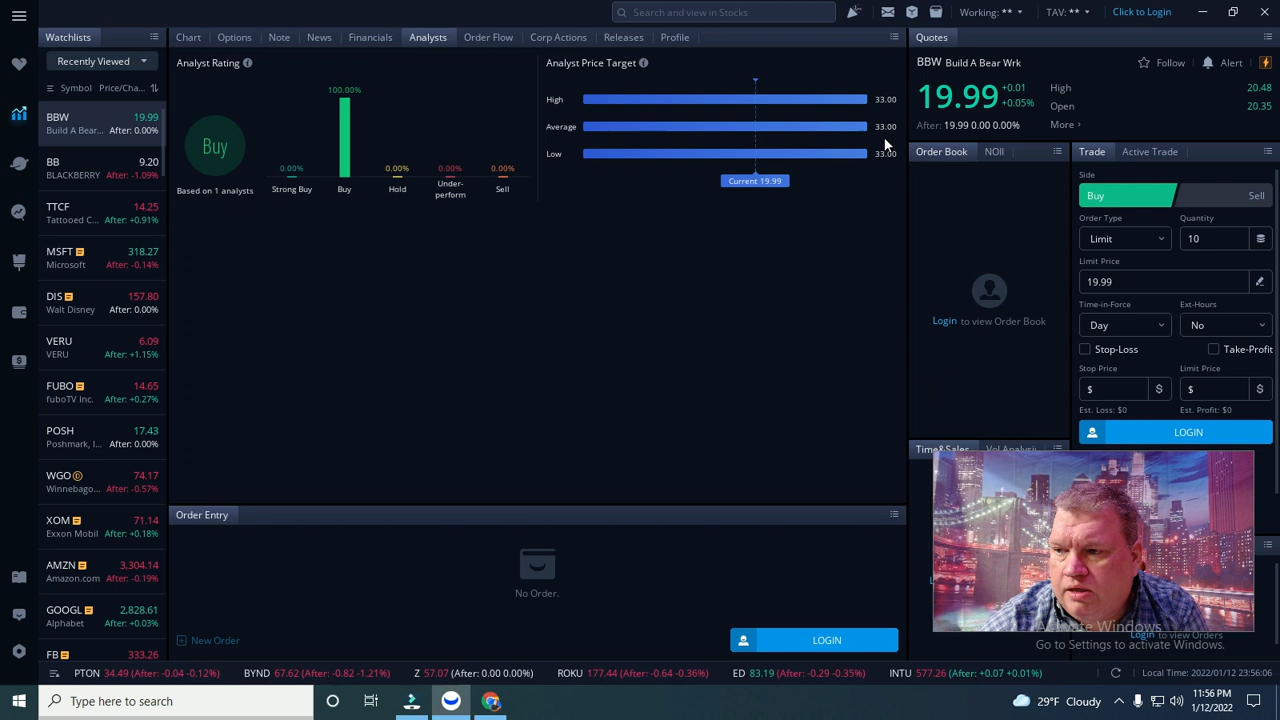 Search and view in Stocks
Working: **
TAV: **
Click to Login
Watchlists
Chart
Options
Note
News
Financials
Analysts
Order Flow
Corp Actions
Releases
Profile
Quotes
Recently Viewed
Symbol
Price/Cha...
BBW 19.99
Build A Bear... After: 0.00%
BB 9.20
BLACKBERRY After: -1.09%
TTCF 14.25
Tattooed C... After: +0.91%
MSFT 318.27
Microsoft After: -0.14%
DIS 157.80
Walt Disney After: 0.00%
VERU 6.09
VERU After: +1.15%
FUBO 14.65
fuboTV Inc. After: +0.27%
POSH 17.43
Poshmark, I... After: 0.00%
WGO D 74.17
Winnebago... After: -0.57%
XOM 71.14
Exxon Mobil After: +0.18%
AMZN 3,304.14
Amazon.com After: -0.19%
GOOGL 2,828.61
Alphabet After: +0.03%
FB 333.26
Analyst Rating
Buy
Based on 1 analysts
100.00%
0.00% 0.00% 0.00% 0.00%
Strong Buy Buy Hold Under-perform Sell
Analyst Price Target
High 33.00
Average 33.00
Low 33.00
Current 19.99
BBW Build A Bear Wrk
Follow
Alert
19.99 +0.01
+0.05%
High 20.48
Open 20.35
After: 19.99 0.00 0.00%
More >
Order Book
NOII
Login to view Order Book
Trade
Active Trade
Side
Buy
Sell
Order Type
Quantity
Limit
10
Limit Price
19.99
Time-in-Force
Ext-Hours
Day
No
Stop-Loss
Take-Profit
Stop Price
Limit Price
$ $
$ $
Est. Loss: $0
Est. Profit: $0
LOGIN
Time&Sales
Vol Analysis
Order Entry
No Order.
New Order
LOGIN
Activate Windows
Login to view Orders
Go to Settings to activate Windows.
PTON 34.49 (After: -0.04 -0.12%)
BYND 67.62 (After: -0.82 -1.21%)
Z 57.07 (After: 0.00 0.00%)
ROKU 177.44 (After: -0.64 -0.36%)
ED 83.19 (After: -0.29 -0.35%)
INTU 577.26 (After: +0.07 +0.01%)
Local Time: 2022/01/12 23:56:06
Type here to search
29°F Cloudy
11:56 PM
1/12/2022